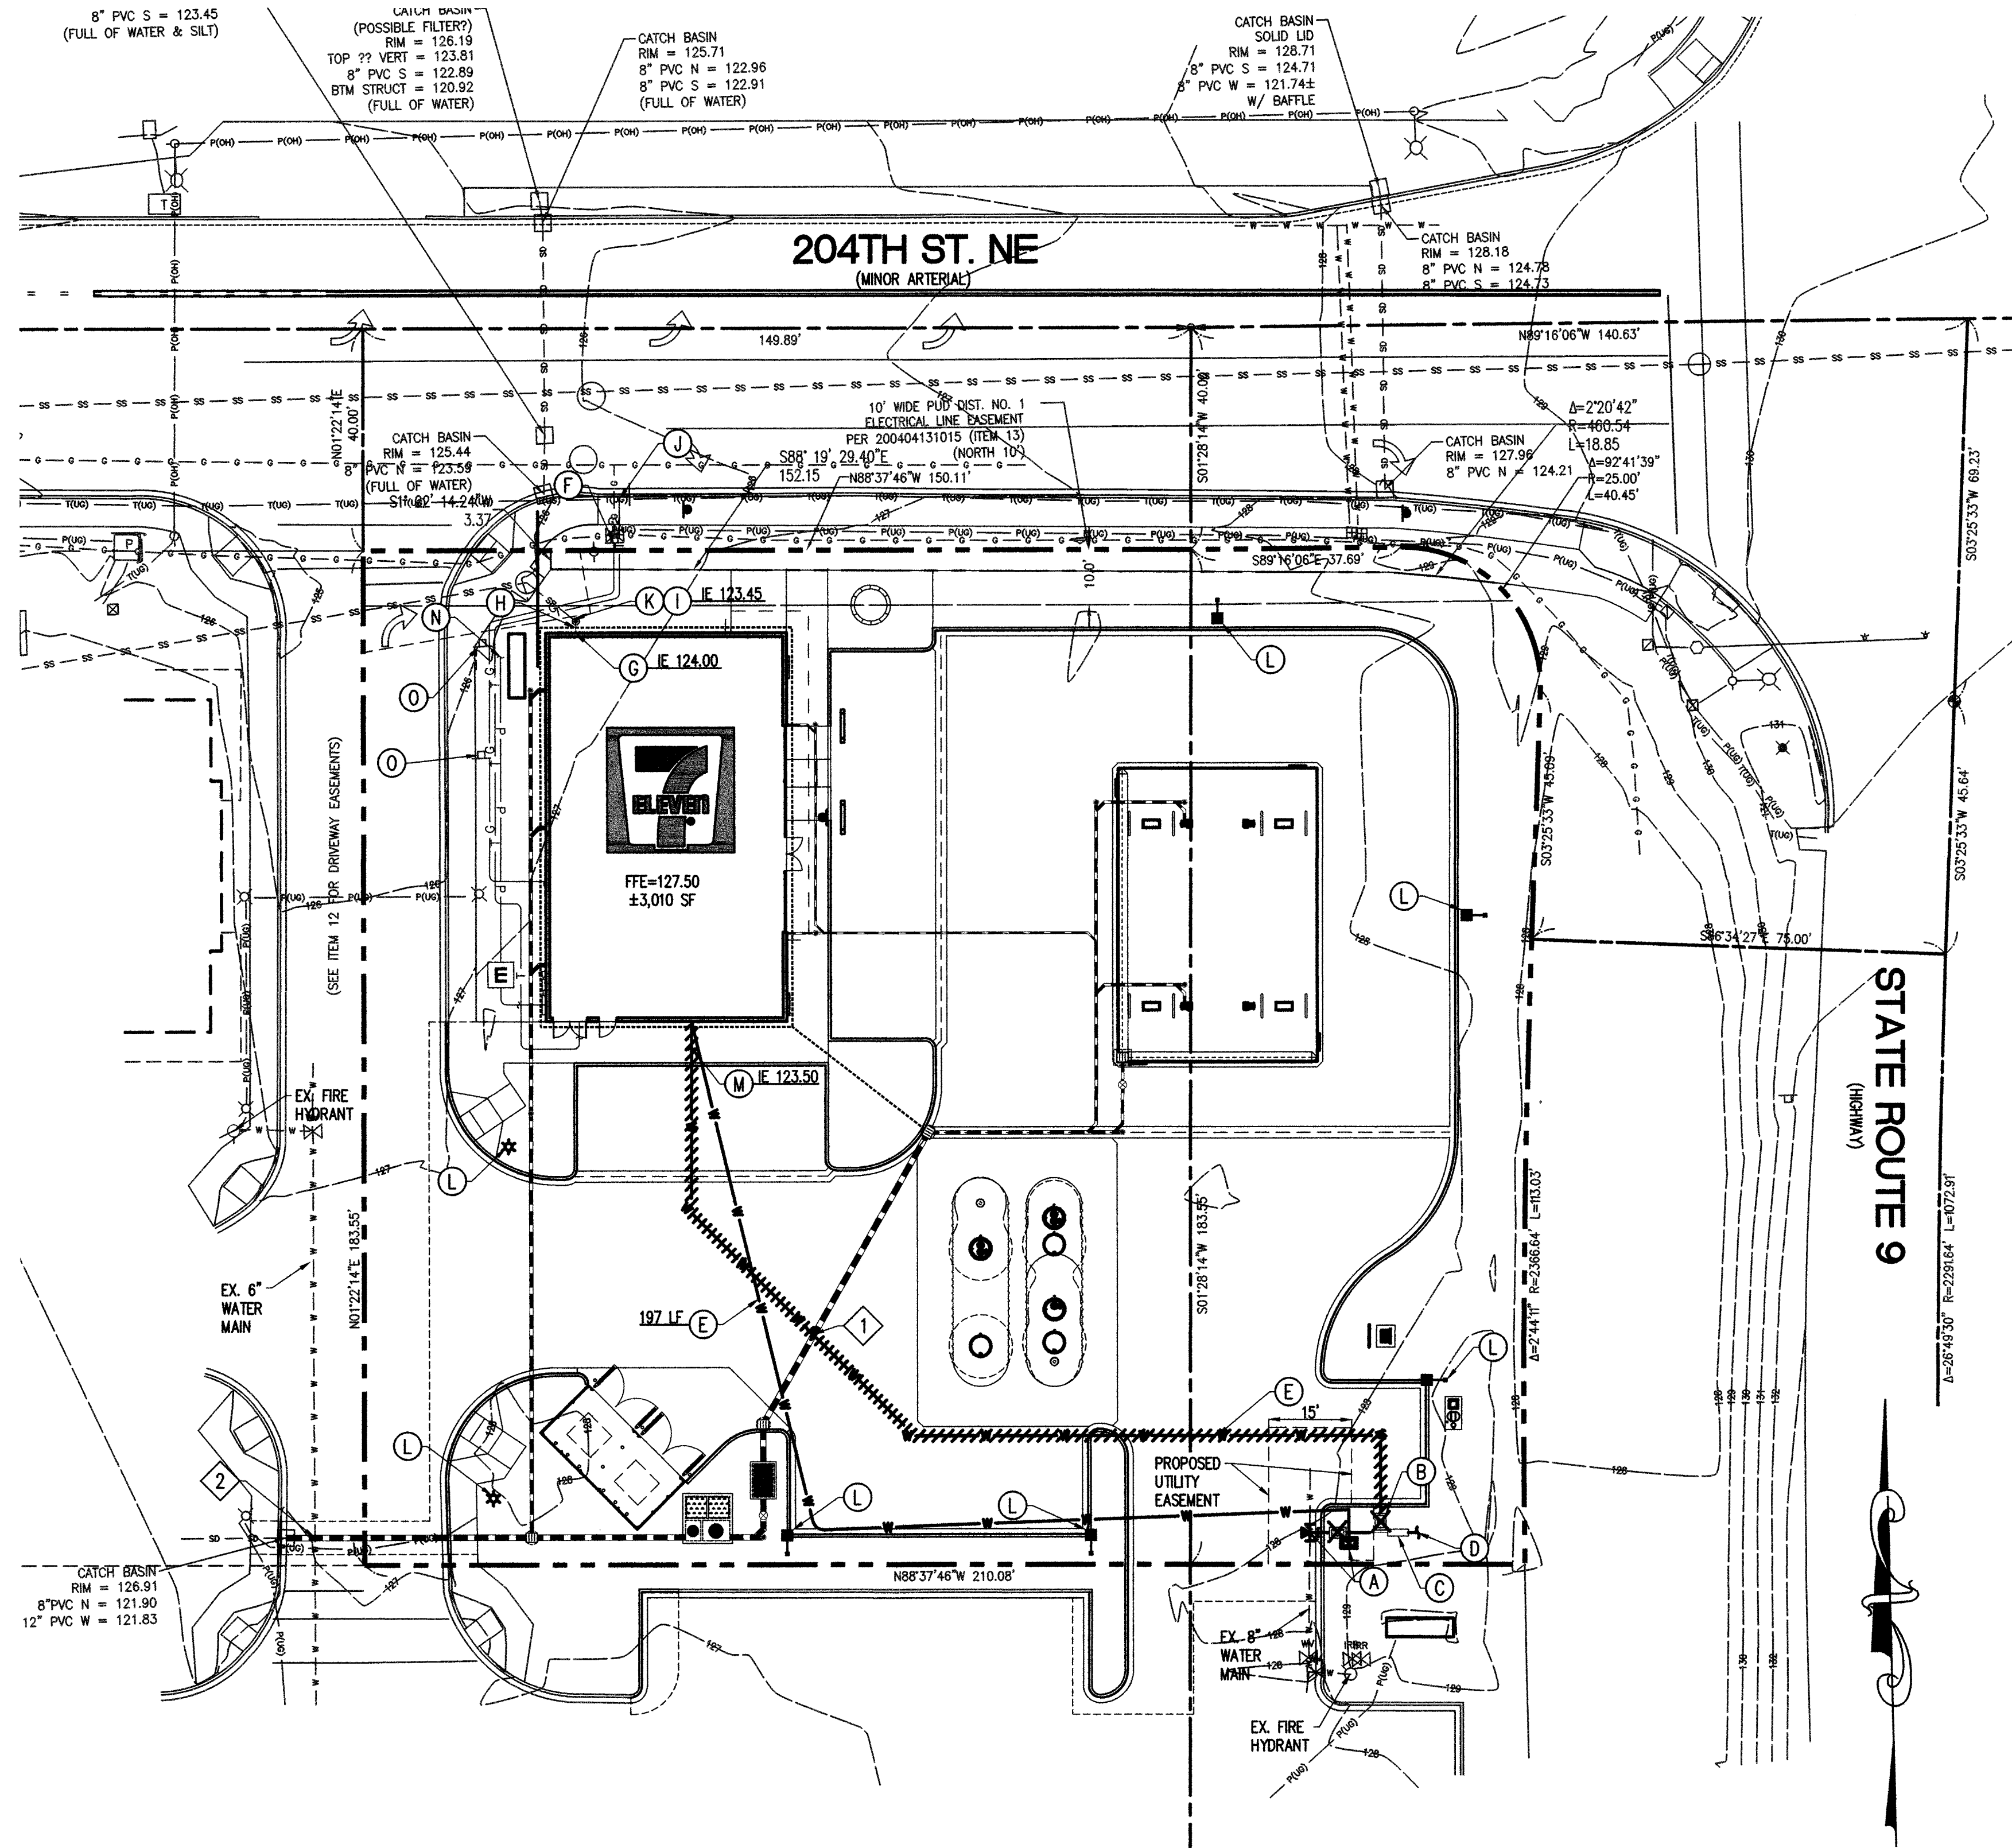 8" PVC S = 123.45
(FULL OF WATER & SILT)
CATCH BASIN
(POSSIBLE FILTER?)
RIM = 126.19
TOP ?? VERT = 123.81
8" PVC S = 122.89
BTM STRUCT = 120.92
(FULL OF WATER)
CATCH BASIN
RIM = 125.71
8" PVC N = 122.96
8" PVC S = 122.91
(FULL OF WATER)
CATCH BASIN
SOLID LID
RIM = 128.71
8" PVC S = 124.71
8" PVC W = 121.74±
W/ BAFFLE
204TH ST. NE
(MINOR ARTERIAL)
CATCH BASIN
RIM = 128.18
8" PVC N = 124.78
8" PVC S = 124.73
149.89'
N89°16'06"W 140.63'
N01°22'14"E
40.00'
S01°28'14"W 40.00'
10' WIDE PUD DIST. NO. 1
ELECTRICAL LINE EASEMENT
PER 200404131015 (ITEM 13)
(NORTH 10')
CATCH BASIN
RIM = 125.44
8" PVC N = 123.59
(FULL OF WATER)
3.37
S88° 19' 29.40"E
152.15
N88°37'46"W 150.11'
CATCH BASIN
RIM = 127.96
8" PVC N = 124.21
Δ=2°20'42"
R=460.54'
L=18.85
Δ=92°41'39"
R=25.00'
L=40.45'
S03°25'33"W 69.23'
S89°16'06"E 37.69'
10.0'
J
F
H
N
K
I
IE 123.45
G
IE 124.00
O
O
L
L
T
P
(SEE ITEM 12 FOR DRIVEWAY EASEMENTS)
7
ELEVEN
FFE=127.50
±3,010 SF
E
S03°25'33"W 45.09'
S03°25'33"W 45.64'
S86°34'27"E 75.00'
STATE ROUTE 9
(HIGHWAY)
M
IE 123.50
EX. FIRE
HYDRANT
L
N01°22'14"E 183.55'
S01°28'14"W 183.55'
Δ=2°44'11" R=2366.64' L=113.03'
Δ=26°49'30" R=2291.64' L=1072.91'
EX. 6"
WATER
MAIN
197 LF
E
1
L
E
15'
L
2
PROPOSED
UTILITY
EASEMENT
B
L
L
D
A
C
CATCH BASIN
RIM = 126.91
8"PVC N = 121.90
12" PVC W = 121.83
N88°37'46"W 210.08'
EX. 8"
WATER
MAIN
EX. FIRE
HYDRANT